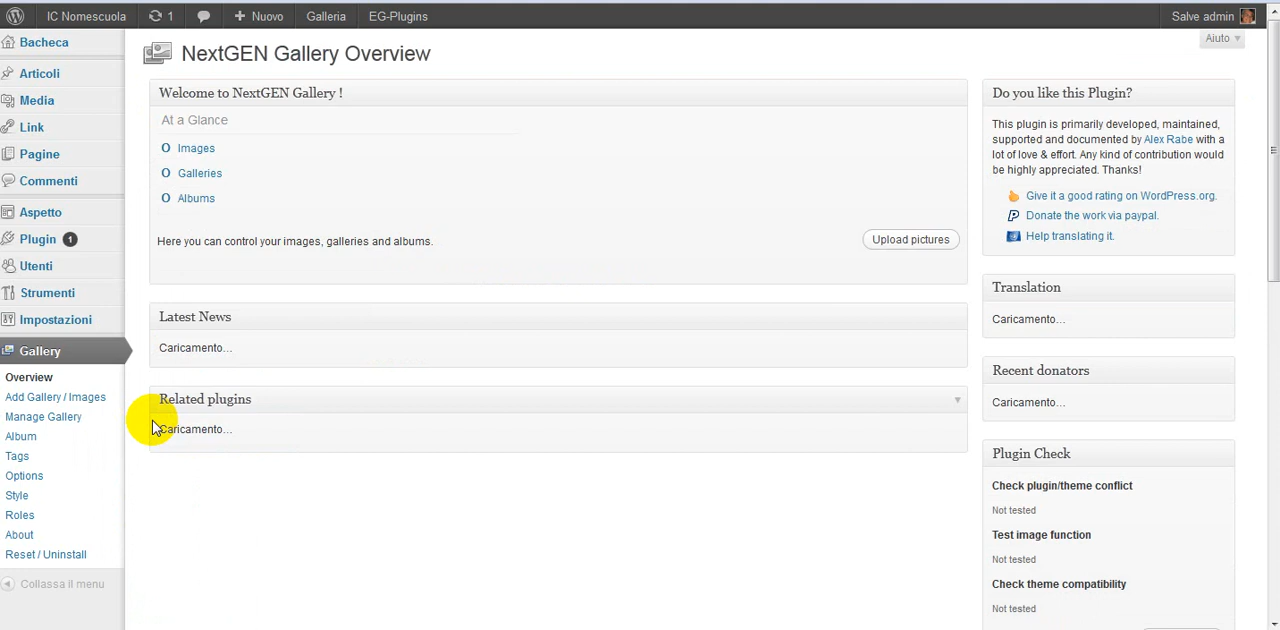 IC Nomescuola
1
Nuovo
Galleria
EG-Plugins
Salve admin
Aiuto
Bacheca
Articoli
Media
Link
Pagine
Commenti
Aspetto
Plugin 1
Utenti
Strumenti
Impostazioni
Gallery
Overview
Add Gallery / Images
Manage Gallery
Album
Tags
Options
Style
Roles
About
Reset / Uninstall
Collassa il menu
NextGEN Gallery Overview
Welcome to NextGEN Gallery !
At a Glance
0 Images
0 Galleries
0 Albums
Here you can control your images, galleries and albums.
Upload pictures
Latest News
Caricamento...
Related plugins
Caricamento...
Do you like this Plugin?
This plugin is primarily developed, maintained,
supported and documented by Alex Rabe with a
lot of love & effort. Any kind of contribution would
be highly appreciated. Thanks!
Give it a good rating on WordPress.org.
Donate the work via paypal.
Help translating it.
Translation
Caricamento...
Recent donators
Caricamento...
Plugin Check
Check plugin/theme conflict
Not tested
Test image function
Not tested
Check theme compatibility
Not tested